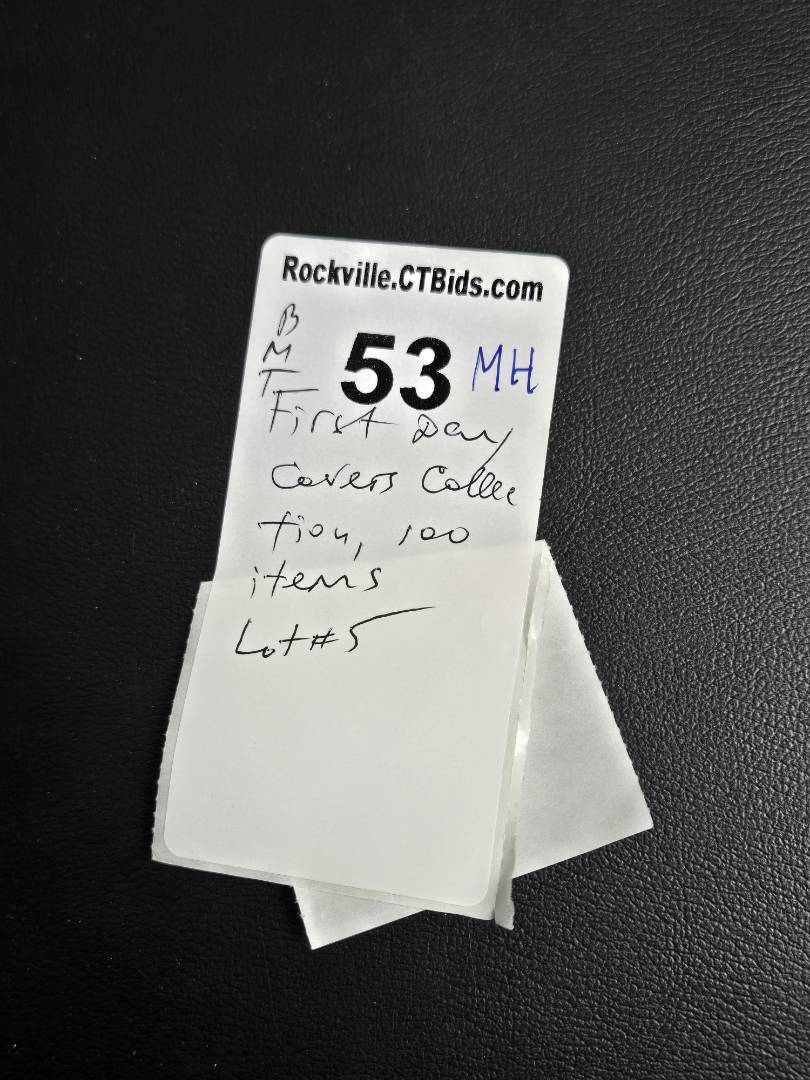 Rockville.CTBids.com
B
M
T
53 MH
First Day
Covers Collec
tion, 100
items
Lot #5